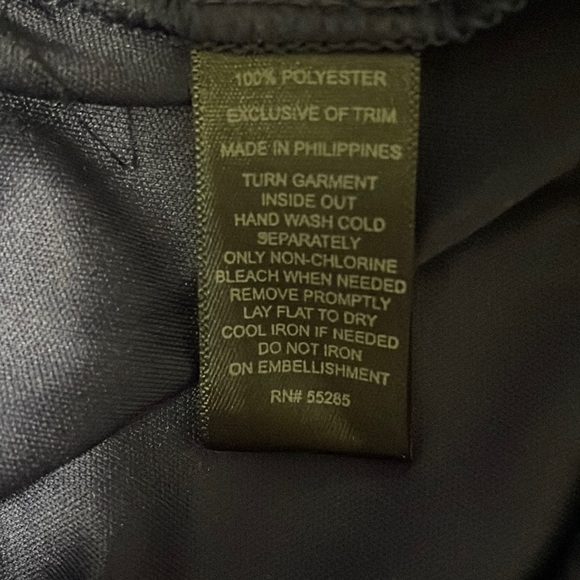 100% POLYESTER
EXCLUSIVE OF TRIM
MADE IN PHILIPPINES
TURN GARMENT
INSIDE OUT
HAND WASH COLD
SEPARATELY
ONLY NON-CHLORINE
BLEACH WHEN NEEDED
REMOVE PROMPTLY
LAY FLAT TO DRY
COOL IRON IF NEEDED
DO NOT IRON
ON EMBELLISHMENT
RN# 55285